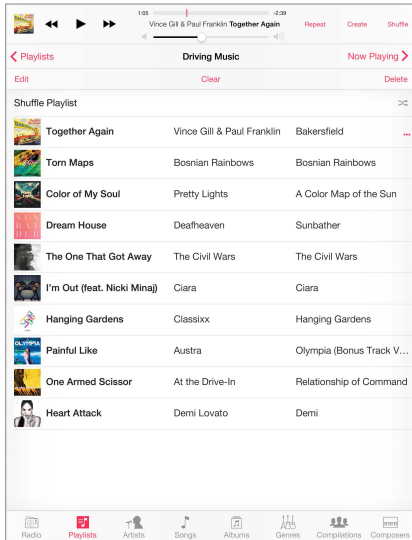 1:05 -2:39
Vince Gill & Paul Franklin Together Again
Repeat Create Shuffle
Playlists Driving Music Now Playing
Edit Clear Delete
Shuffle Playlist
Together Again Vince Gill & Paul Franklin Bakersfield
Torn Maps Bosnian Rainbows Bosnian Rainbows
Color of My Soul Pretty Lights A Color Map of the Sun
SUN
BAT
HER
Dream House Deafheaven Sunbather
The One That Got Away The Civil Wars The Civil Wars
I'm Out (feat. Nicki Minaj) Ciara Ciara
Hanging Gardens Classixx Hanging Gardens
OLYMPIA
Painful Like Austra Olympia (Bonus Track V…
One Armed Scissor At the Drive-In Relationship of Command
Heart Attack Demi Lovato Demi
Radio Playlists Artists Songs Albums Genres Compilations Composers